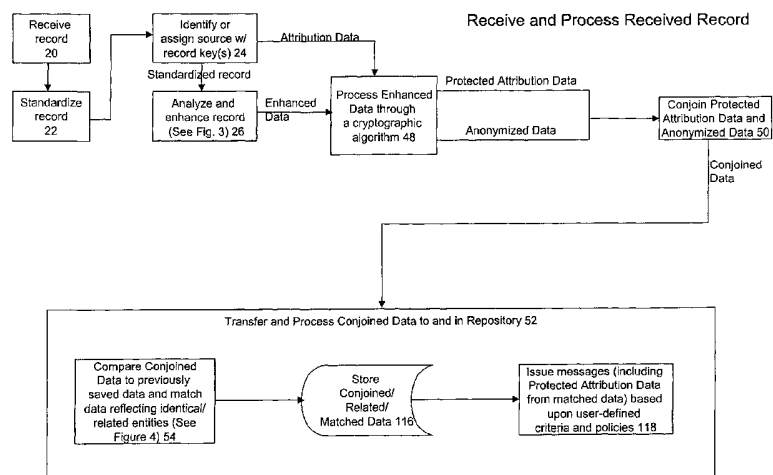 Receive and Process Received Record
Receive
record
20
Standardize
record
22
Identify or
assign source w/
record key(s) 24
Standardized record
Analyze and
enhance record
(See Fig. 3) 26
Attribution Data
Enhanced
Data
Process Enhanced
Data through
a cryptographic
algorithm 48
Protected Attribution Data
Anonymized Data
Conjoin Protected
Attribution Data and
Anonymized Data 50
Conjoined
Data
Transfer and Process Conjoined Data to and in Repository 52
Compare Conjoined
Data to previously
saved data and match
data reflecting identical/
related entities (See
Figure 4) 54
Store
Conjoined/
Related/
Matched Data 116
Issue messages (including
Protected Attribution Data
from matched data) based
upon user-defined
criteria and policies 118